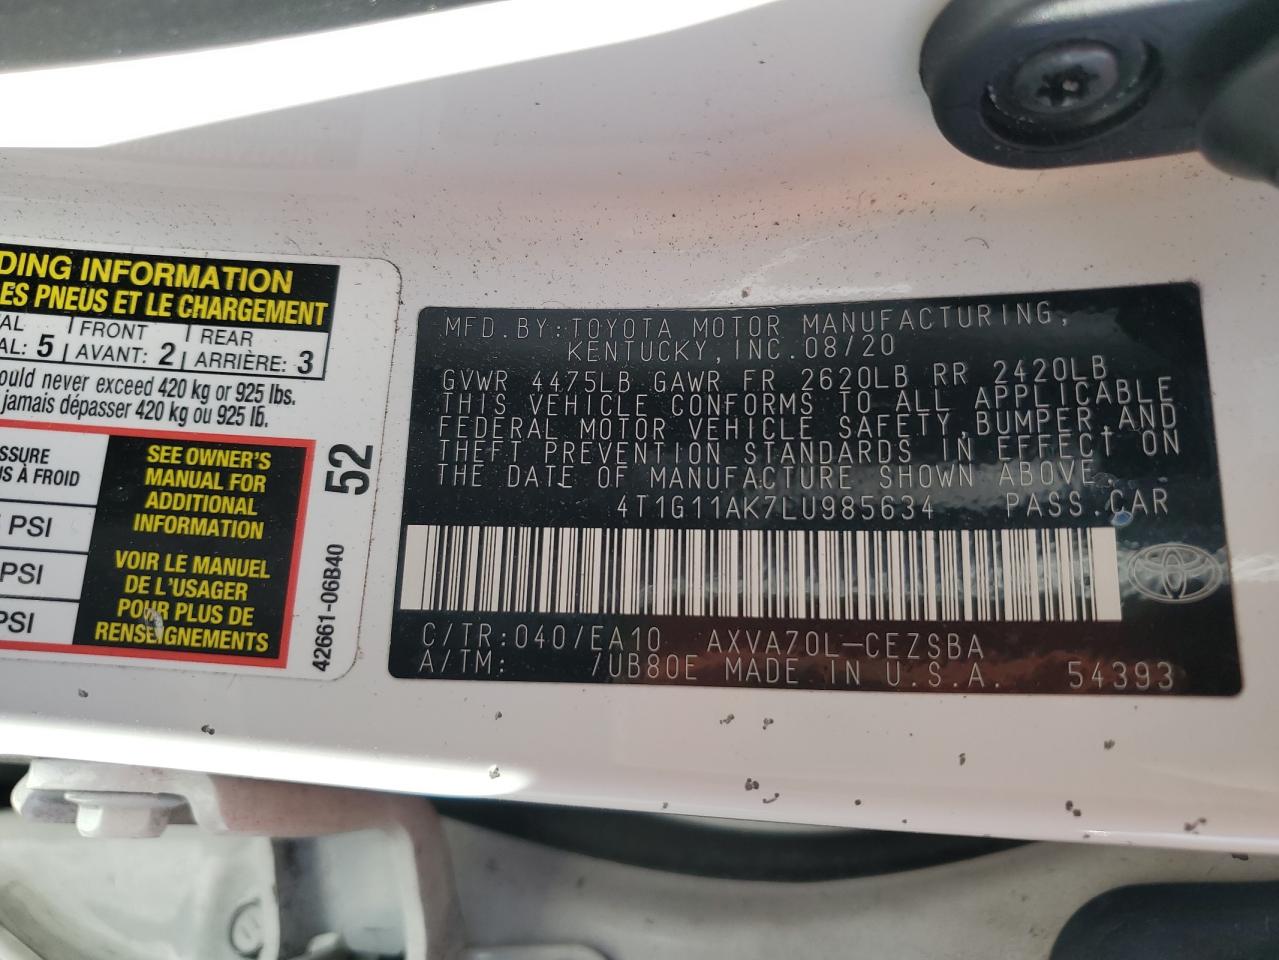 DING INFORMATION
ES PNEUS ET LE CHARGEMENT
AL FRONT REAR
AL: 5 AVANT: 2 ARRIÈRE: 3
ould never exceed 420 kg or 925 lbs.
jamais dépasser 420 kg ou 925 lb.
SSURE
S À FROID
PSI
PSI
PSI
SEE OWNER'S
MANUAL FOR
ADDITIONAL
INFORMATION
VOIR LE MANUEL
DE L'USAGER
POUR PLUS DE
RENSEIGNEMENTS
52
42661-06B40
MFD.BY:TOYOTA MOTOR MANUFACTURING,
KENTUCKY,INC.08/20
GVWR 4475LB GAWR FR 2620LB RR 2420LB
THIS VEHICLE CONFORMS TO ALL APPLICABLE
FEDERAL MOTOR VEHICLE SAFETY,BUMPER,AND
THEFT PREVENTION STANDARDS IN EFFECT ON
THE DATE OF MANUFACTURE SHOWN ABOVE.
4T1G11AK7LU985634 PASS.CAR
C/TR:040/EA10 AXVA70L-CEZSBA
A/TM: /UB80E MADE IN U.S.A. 54393